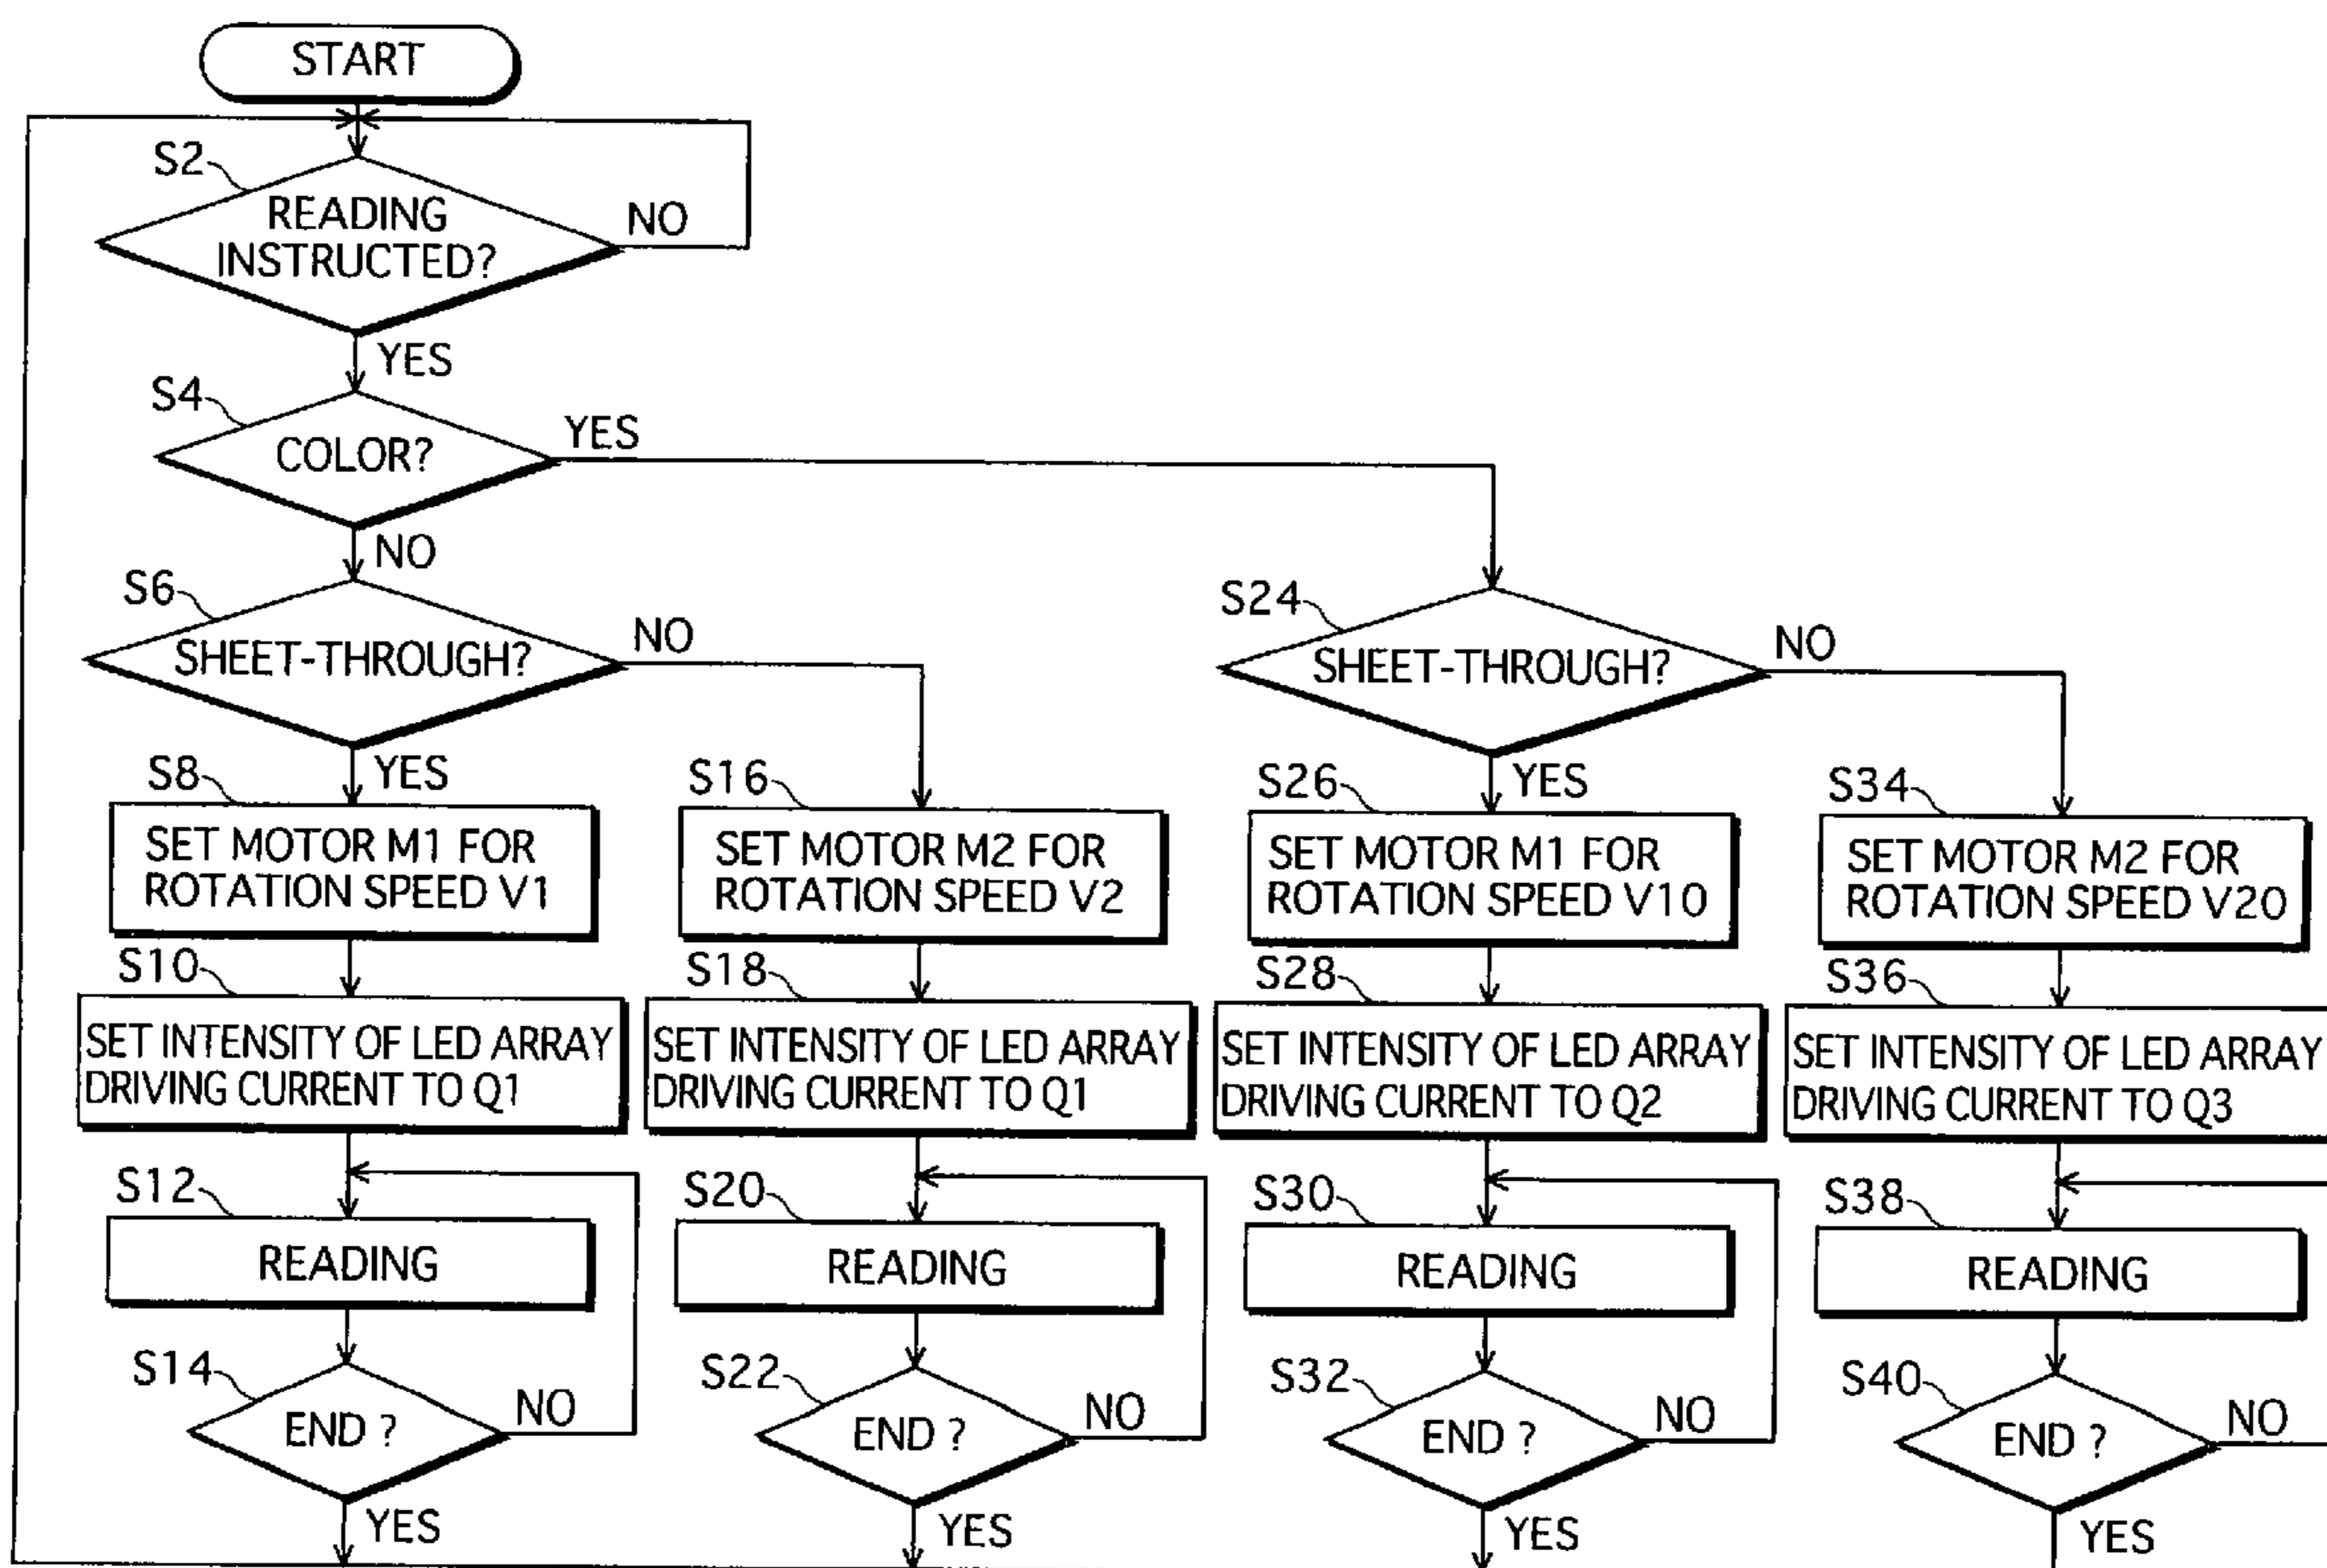 START
S2
READING
INSTRUCTED?
NO
YES
S4
COLOR?
YES
NO
S6
SHEET-THROUGH?
NO
S24
SHEET-THROUGH?
NO
YES
YES
S8
SET MOTOR M1 FOR
ROTATION SPEED V1
S16
SET MOTOR M2 FOR
ROTATION SPEED V2
S26
SET MOTOR M1 FOR
ROTATION SPEED V10
S34
SET MOTOR M2 FOR
ROTATION SPEED V20
S10
SET INTENSITY OF LED ARRAY
DRIVING CURRENT TO Q1
S18
SET INTENSITY OF LED ARRAY
DRIVING CURRENT TO Q1
S28
SET INTENSITY OF LED ARRAY
DRIVING CURRENT TO Q2
S36
SET INTENSITY OF LED ARRAY
DRIVING CURRENT TO Q3
S12
READING
S20
READING
S30
READING
S38
READING
S14
END ?
NO
YES
S22
END ?
NO
YES
S32
END ?
NO
YES
S40
END ?
NO
YES